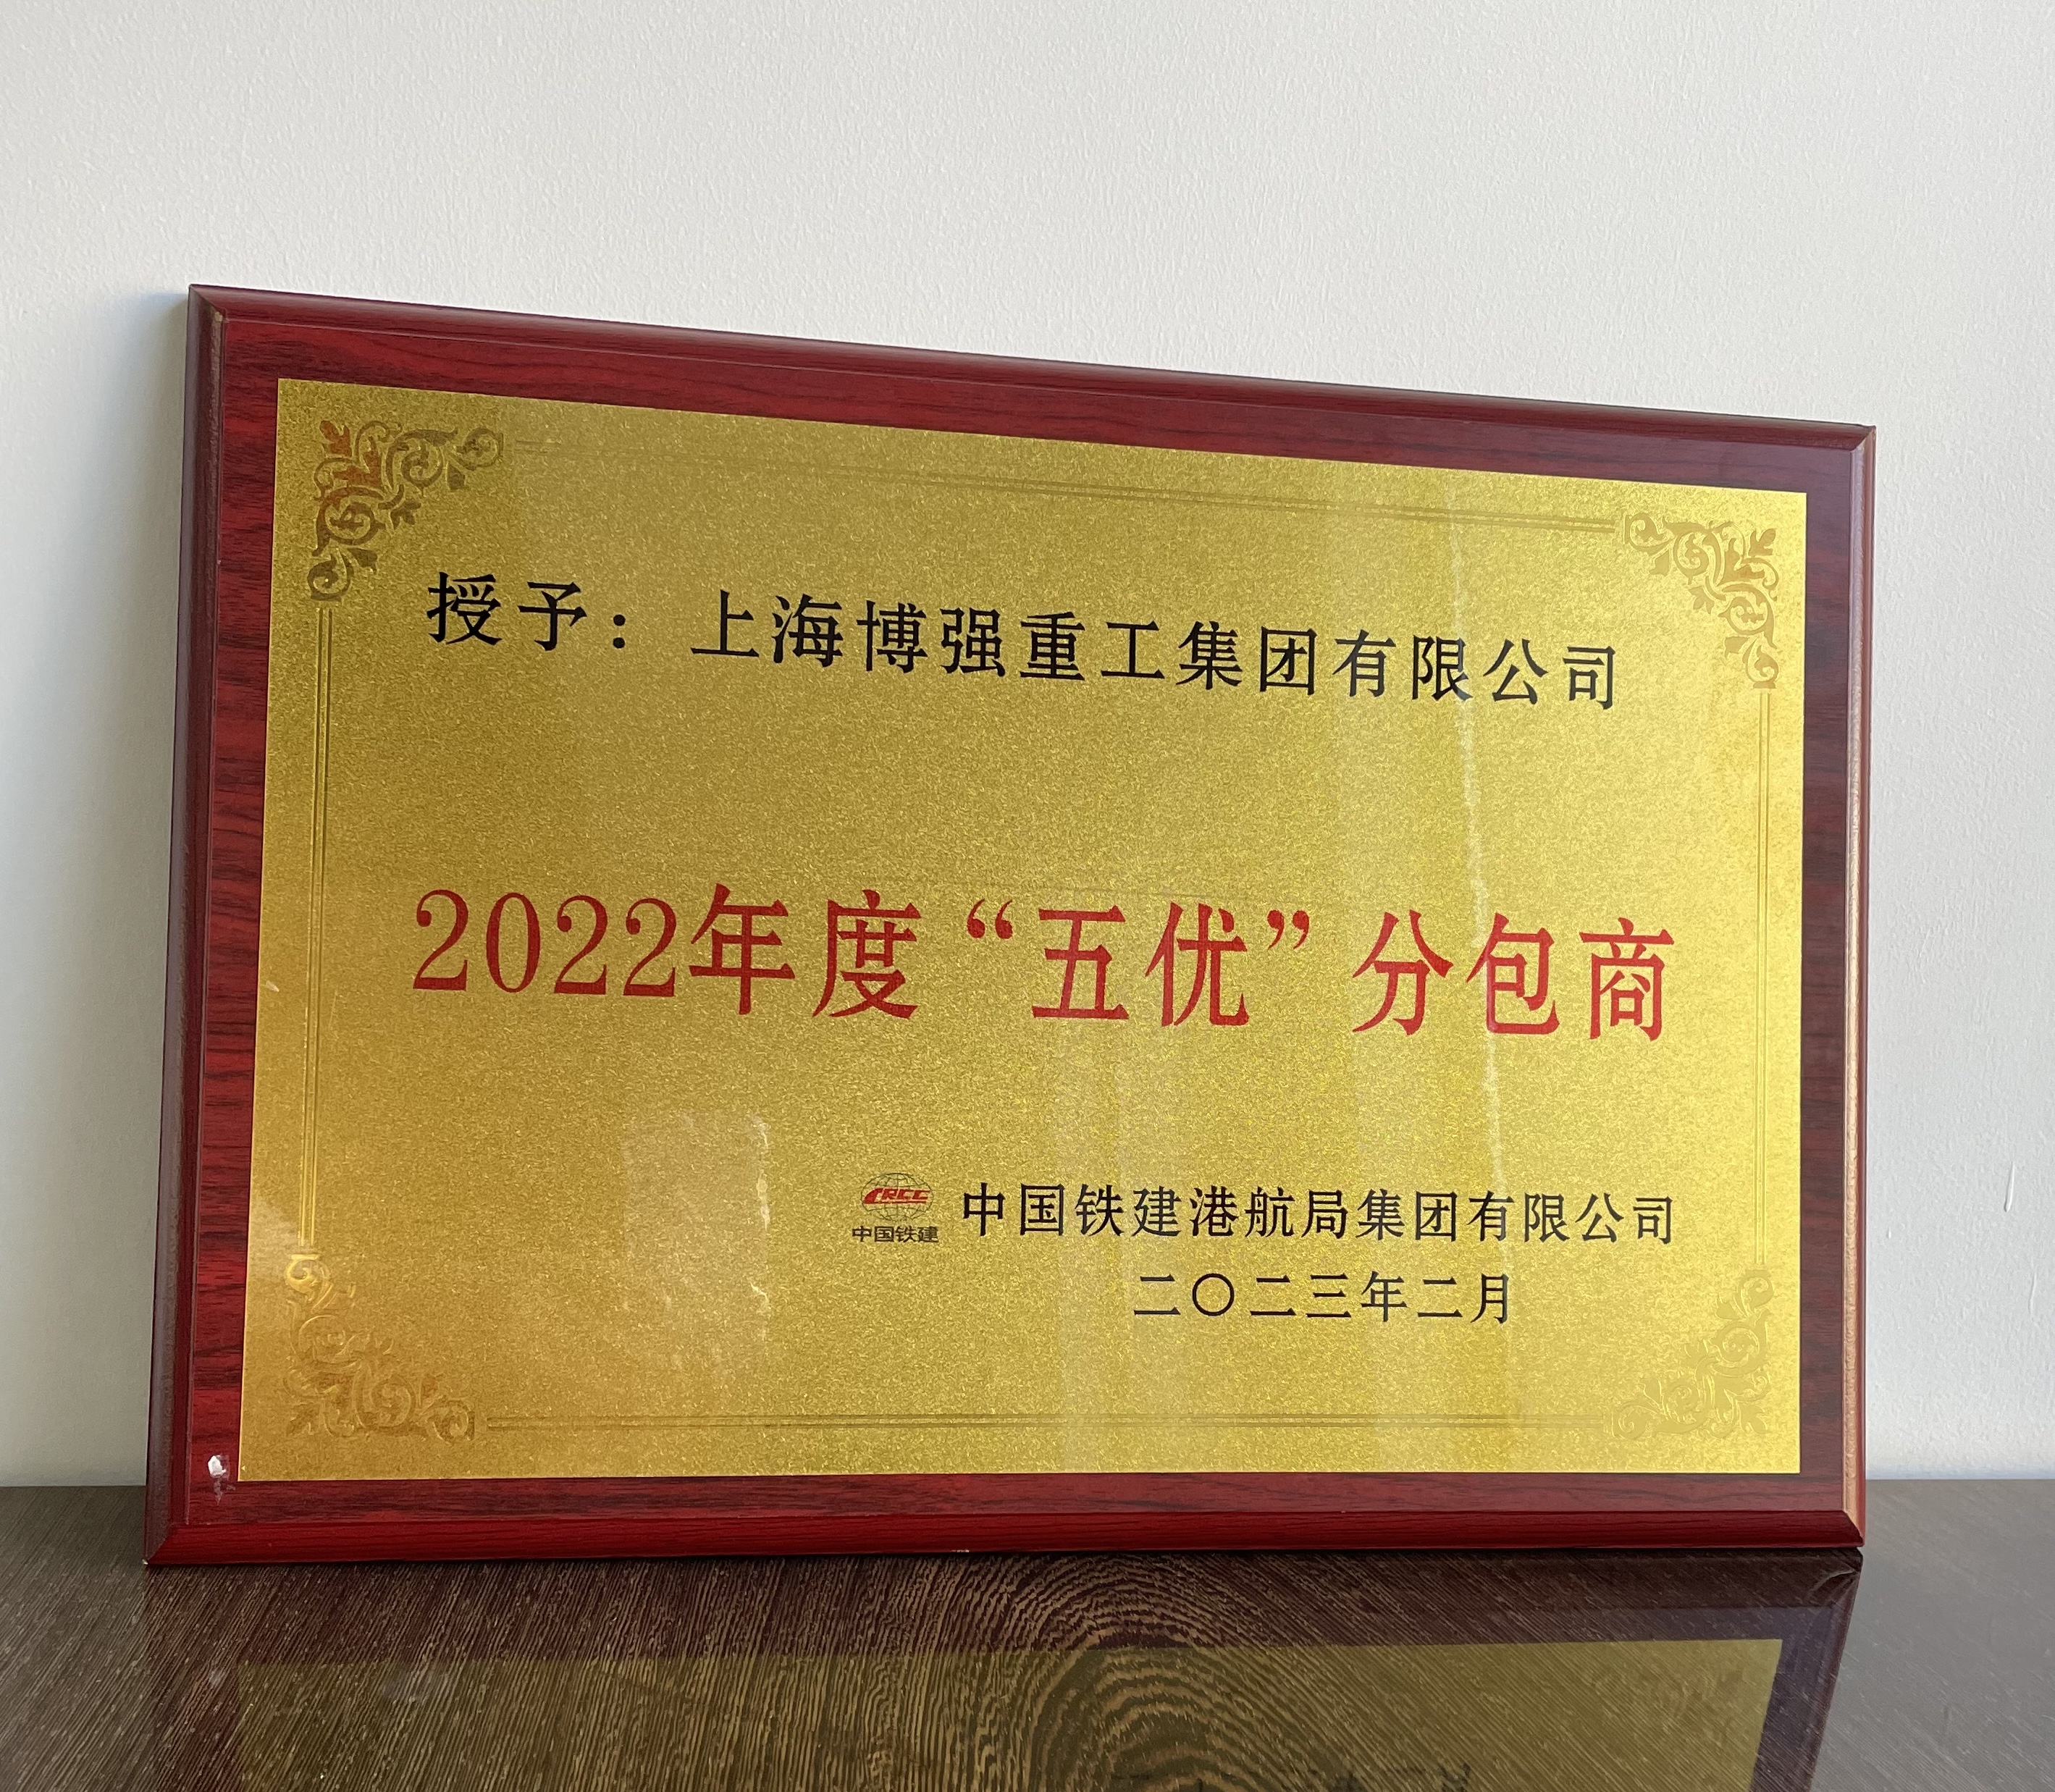 授予：上海博强重工集团有限公司
2022年度“五优”分包商
CRCC
中国铁建
中国铁建港航局集团有限公司
二〇二三年二月